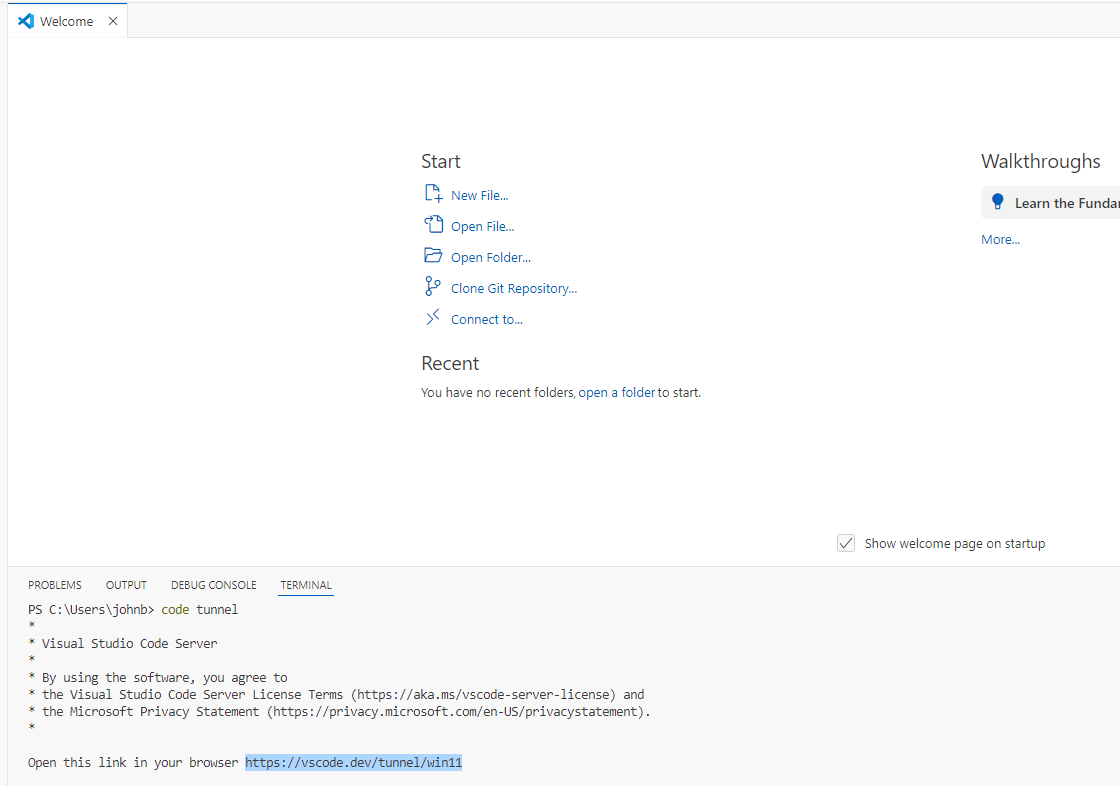 Welcome
Start
New File...
Open File...
Open Folder...
Clone Git Repository...
Connect to...
Recent
You have no recent folders, open a folder to start.
Walkthroughs
Learn the Fundar
More...
Show welcome page on startup
PROBLEMS OUTPUT DEBUG CONSOLE TERMINAL
PS C:\Users\johnb> code tunnel
*
* Visual Studio Code Server
*
* By using the software, you agree to
* the Visual Studio Code Server License Terms (https://aka.ms/vscode-server-license) and
* the Microsoft Privacy Statement (https://privacy.microsoft.com/en-US/privacystatement).
*
Open this link in your browser https://vscode.dev/tunnel/win11